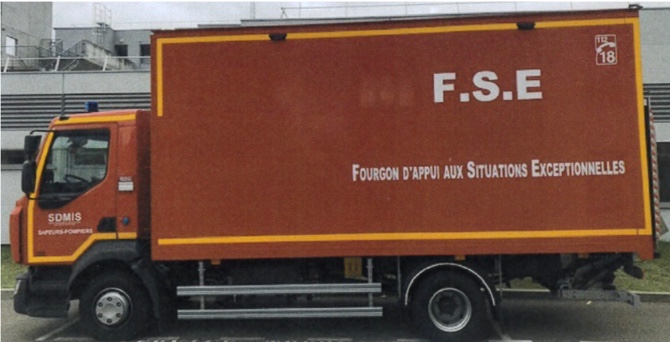 112
18
F.S.E
FOURGON D'APPUI AUX SITUATIONS EXCEPTIONNELLES
SDMIS
SAPEURS-POMPIERS